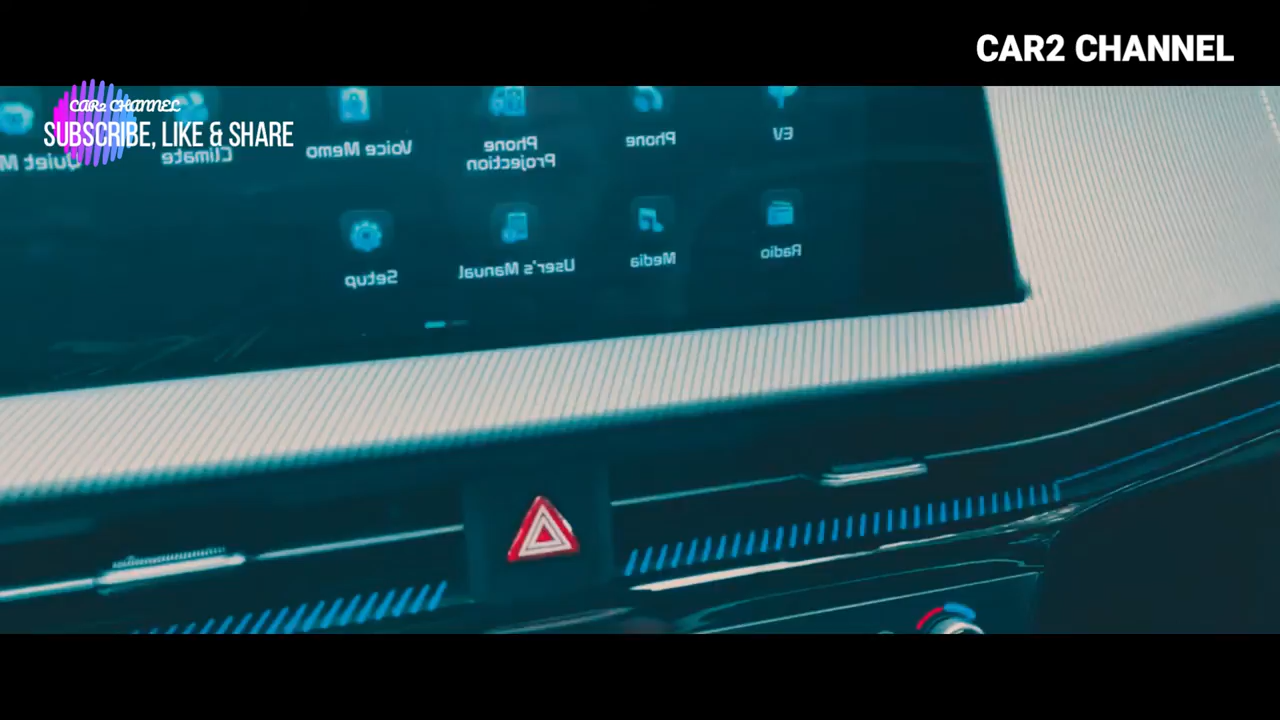 CAR2 CHANNEL
CAR2 CHANNEL
SUBSCRIBE, LIKE & SHARE
Quiet M
Climate
Voice Memo
Phone
Projection
Phone
EV
Setup
User's Manual
Media
Radio